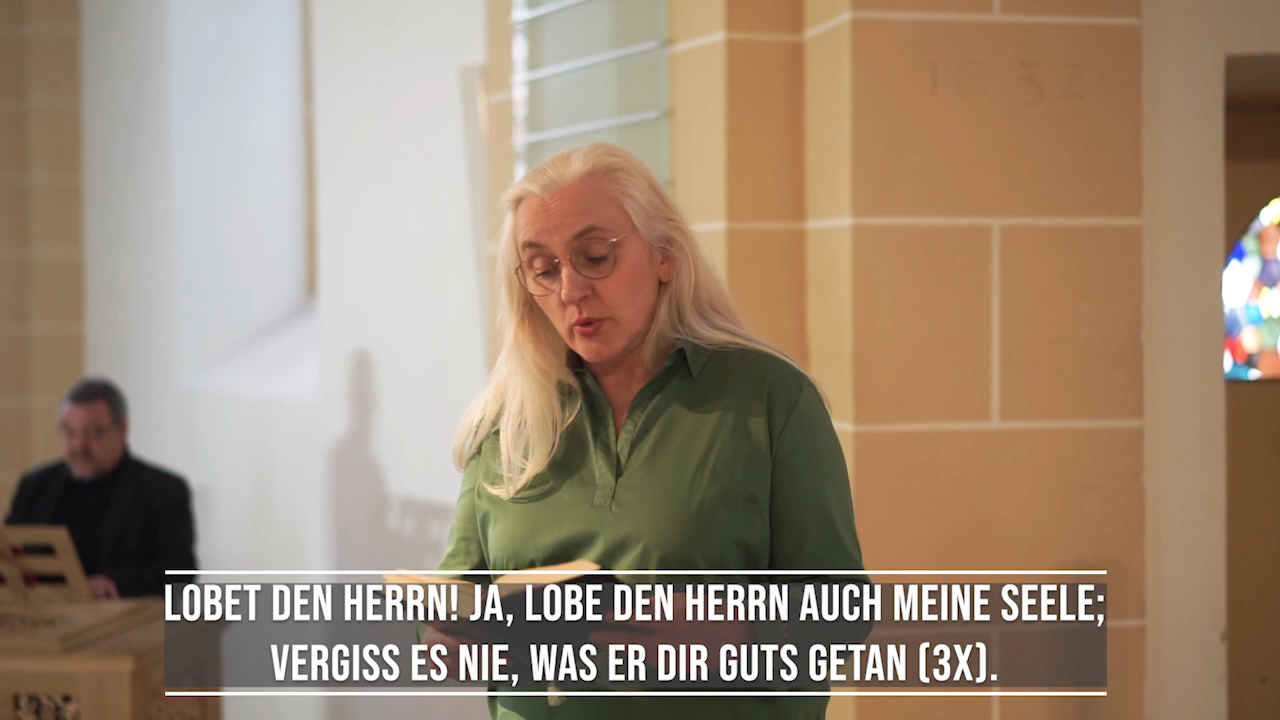 1632
LOBET DEN HERRN! JA, LOBE DEN HERRN AUCH MEINE SEELE;
VERGISS ES NIE, WAS ER DIR GUTS GETAN (3X).